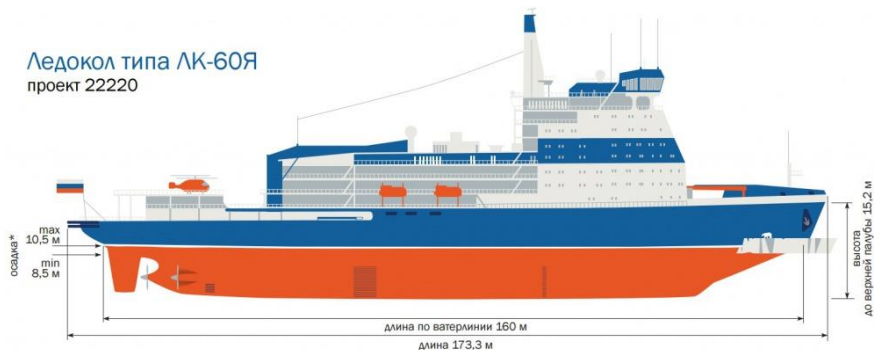 Ледокол типа ЛК-60Я
проект 22220
осадка*
max
10,5 м
min
8,5 м
высота
до верхней палубы 15,2 м
длина по ватерлинии 160 м
длина 173,3 м